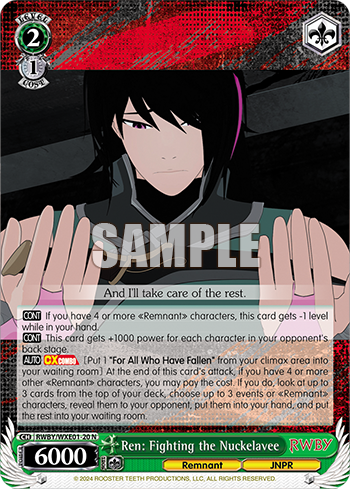 LEVEL
2
1
COST
SAMPLE
And I'll take care of the rest.
CONT If you have 4 or more «Remnant» characters, this card gets -1 level
while in your hand.
CONT This card gets +1000 power for each character in your opponent's
back stage.
AUTO CX COMBO [Put 1 "For All Who Have Fallen" from your climax area into
your waiting room] At the end of this card's attack, if you have 4 or more
other «Remnant» characters, you may pay the cost. If you do, look at up to
3 cards from the top of your deck, choose up to 3 events or «Remnant»
characters, reveal them to your opponent, put them into your hand, and put
the rest into your waiting room.
CH RWBY/WXE01-20 N
Ren: Fighting the Nuckelavee
RWBY
6000
Remnant
JNPR
© 2024 ROOSTER TEETH PRODUCTIONS, LLC, ALL RIGHTS RESERVED.